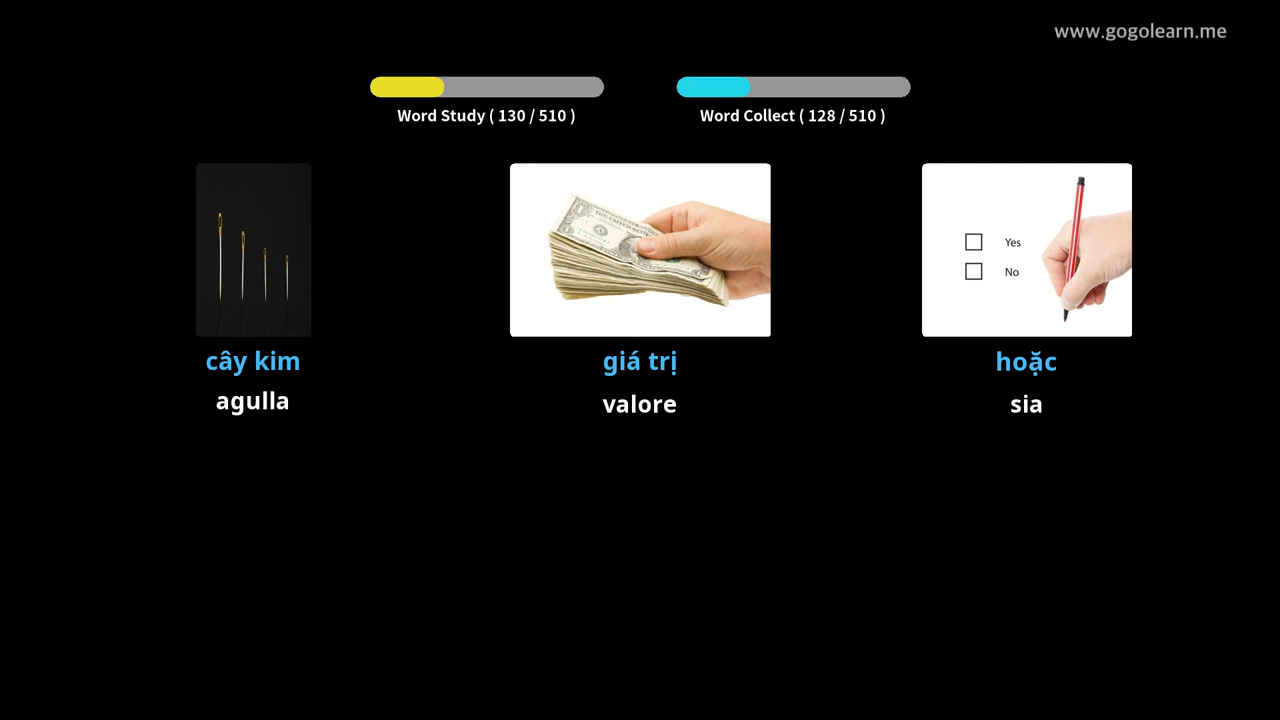 www.gogolearn.me
Word Study ( 130 / 510 )
Word Collect ( 128 / 510 )
Yes
No
cây kim
giá trị
hoặc
agulla
valore
sia